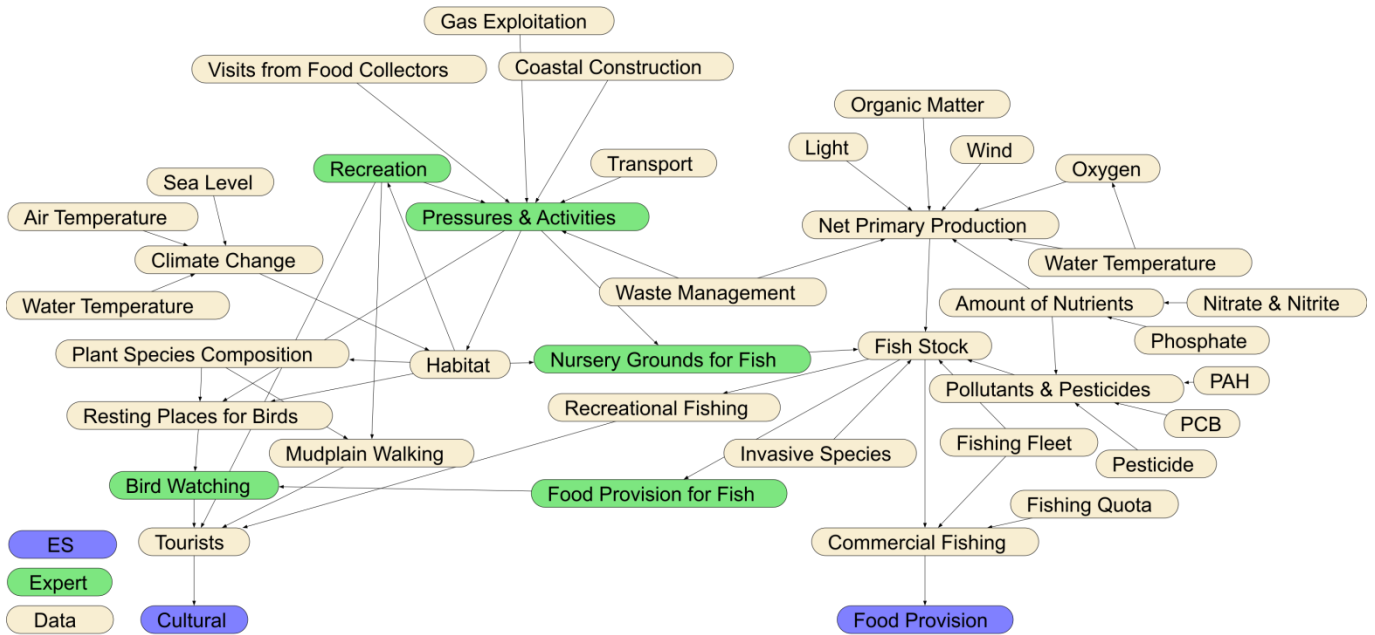 Gas Exploitation
Visits from Food Collectors
Coastal Construction
Organic Matter
Light
Wind
Recreation
Transport
Oxygen
Sea Level
Air Temperature
Pressures & Activities
Net Primary Production
Climate Change
Water Temperature
Waste Management
Water Temperature
Amount of Nutrients
Nitrate & Nitrite
Phosphate
Plant Species Composition
Habitat
Nursery Grounds for Fish
Fish Stock
Pollutants & Pesticides
PAH
Resting Places for Birds
Recreational Fishing
PCB
Mudplain Walking
Invasive Species
Fishing Fleet
Pesticide
Bird Watching
Food Provision for Fish
Fishing Quota
ES
Tourists
Commercial Fishing
Expert
Data
Cultural
Food Provision